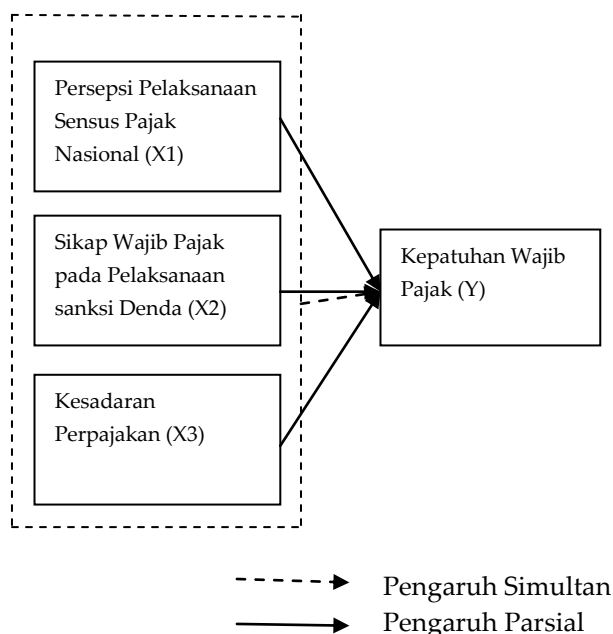 Persepsi Pelaksanaan
Sensus Pajak
Nasional (X1)
Sikap Wajib Pajak
pada Pelaksanaan
sanksi Denda (X2)
Kesadaran
Perpajakan (X3)
Kepatuhan Wajib
Pajak (Y)
Pengaruh Simultan
Pengaruh Parsial